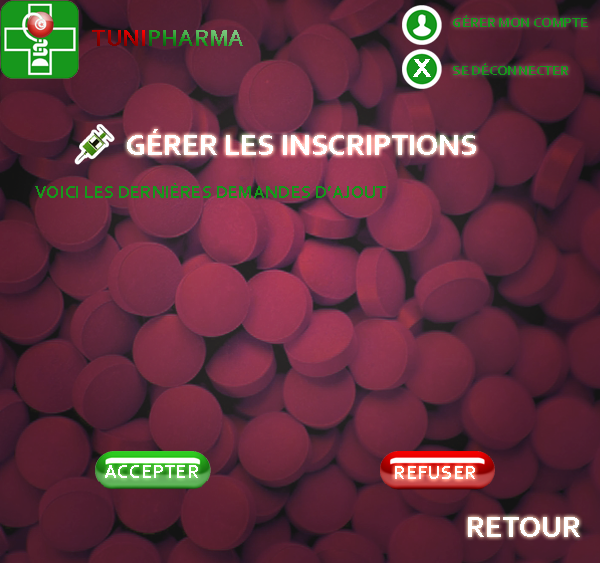 TUNIPHARMA
GÉRER MON COMPTE
X
SE DÉCONNECTER
GÉRER LES INSCRIPTIONS
VOICI LES DERNIÈRES DEMANDES D'AJOUT
ACCEPTER
REFUSER
RETOUR